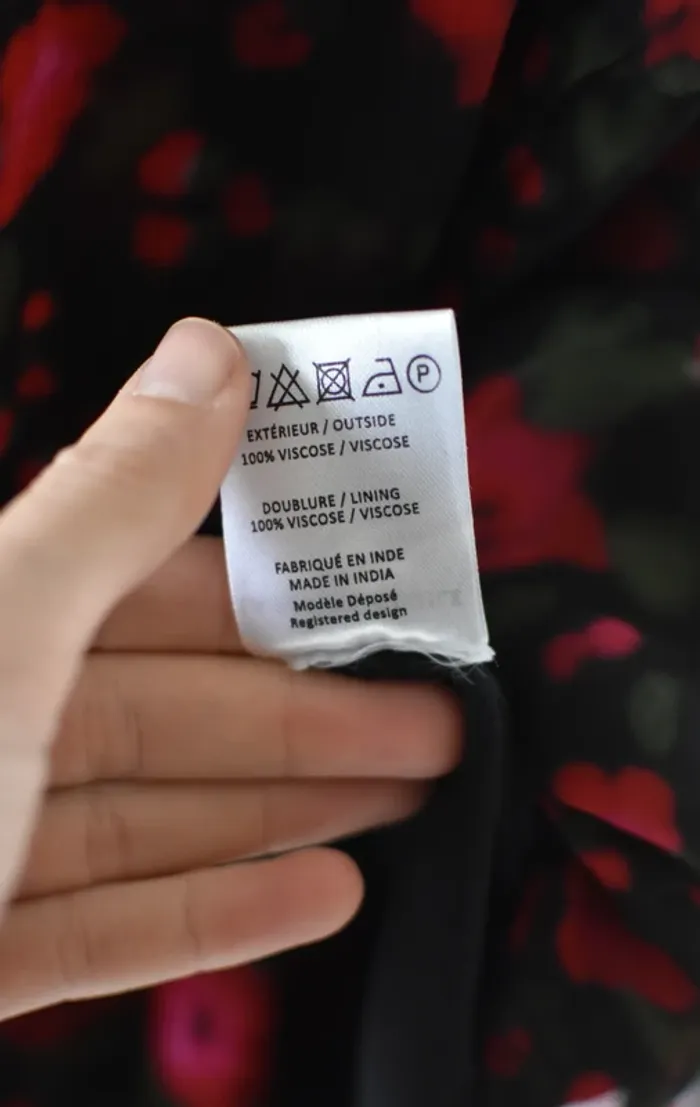 P
EXTÉRIEUR / OUTSIDE
100% VISCOSE / VISCOSE
DOUBLURE / LINING
100% VISCOSE / VISCOSE
FABRIQUÉ EN INDE
MADE IN INDIA
Modèle Déposé
Registered design